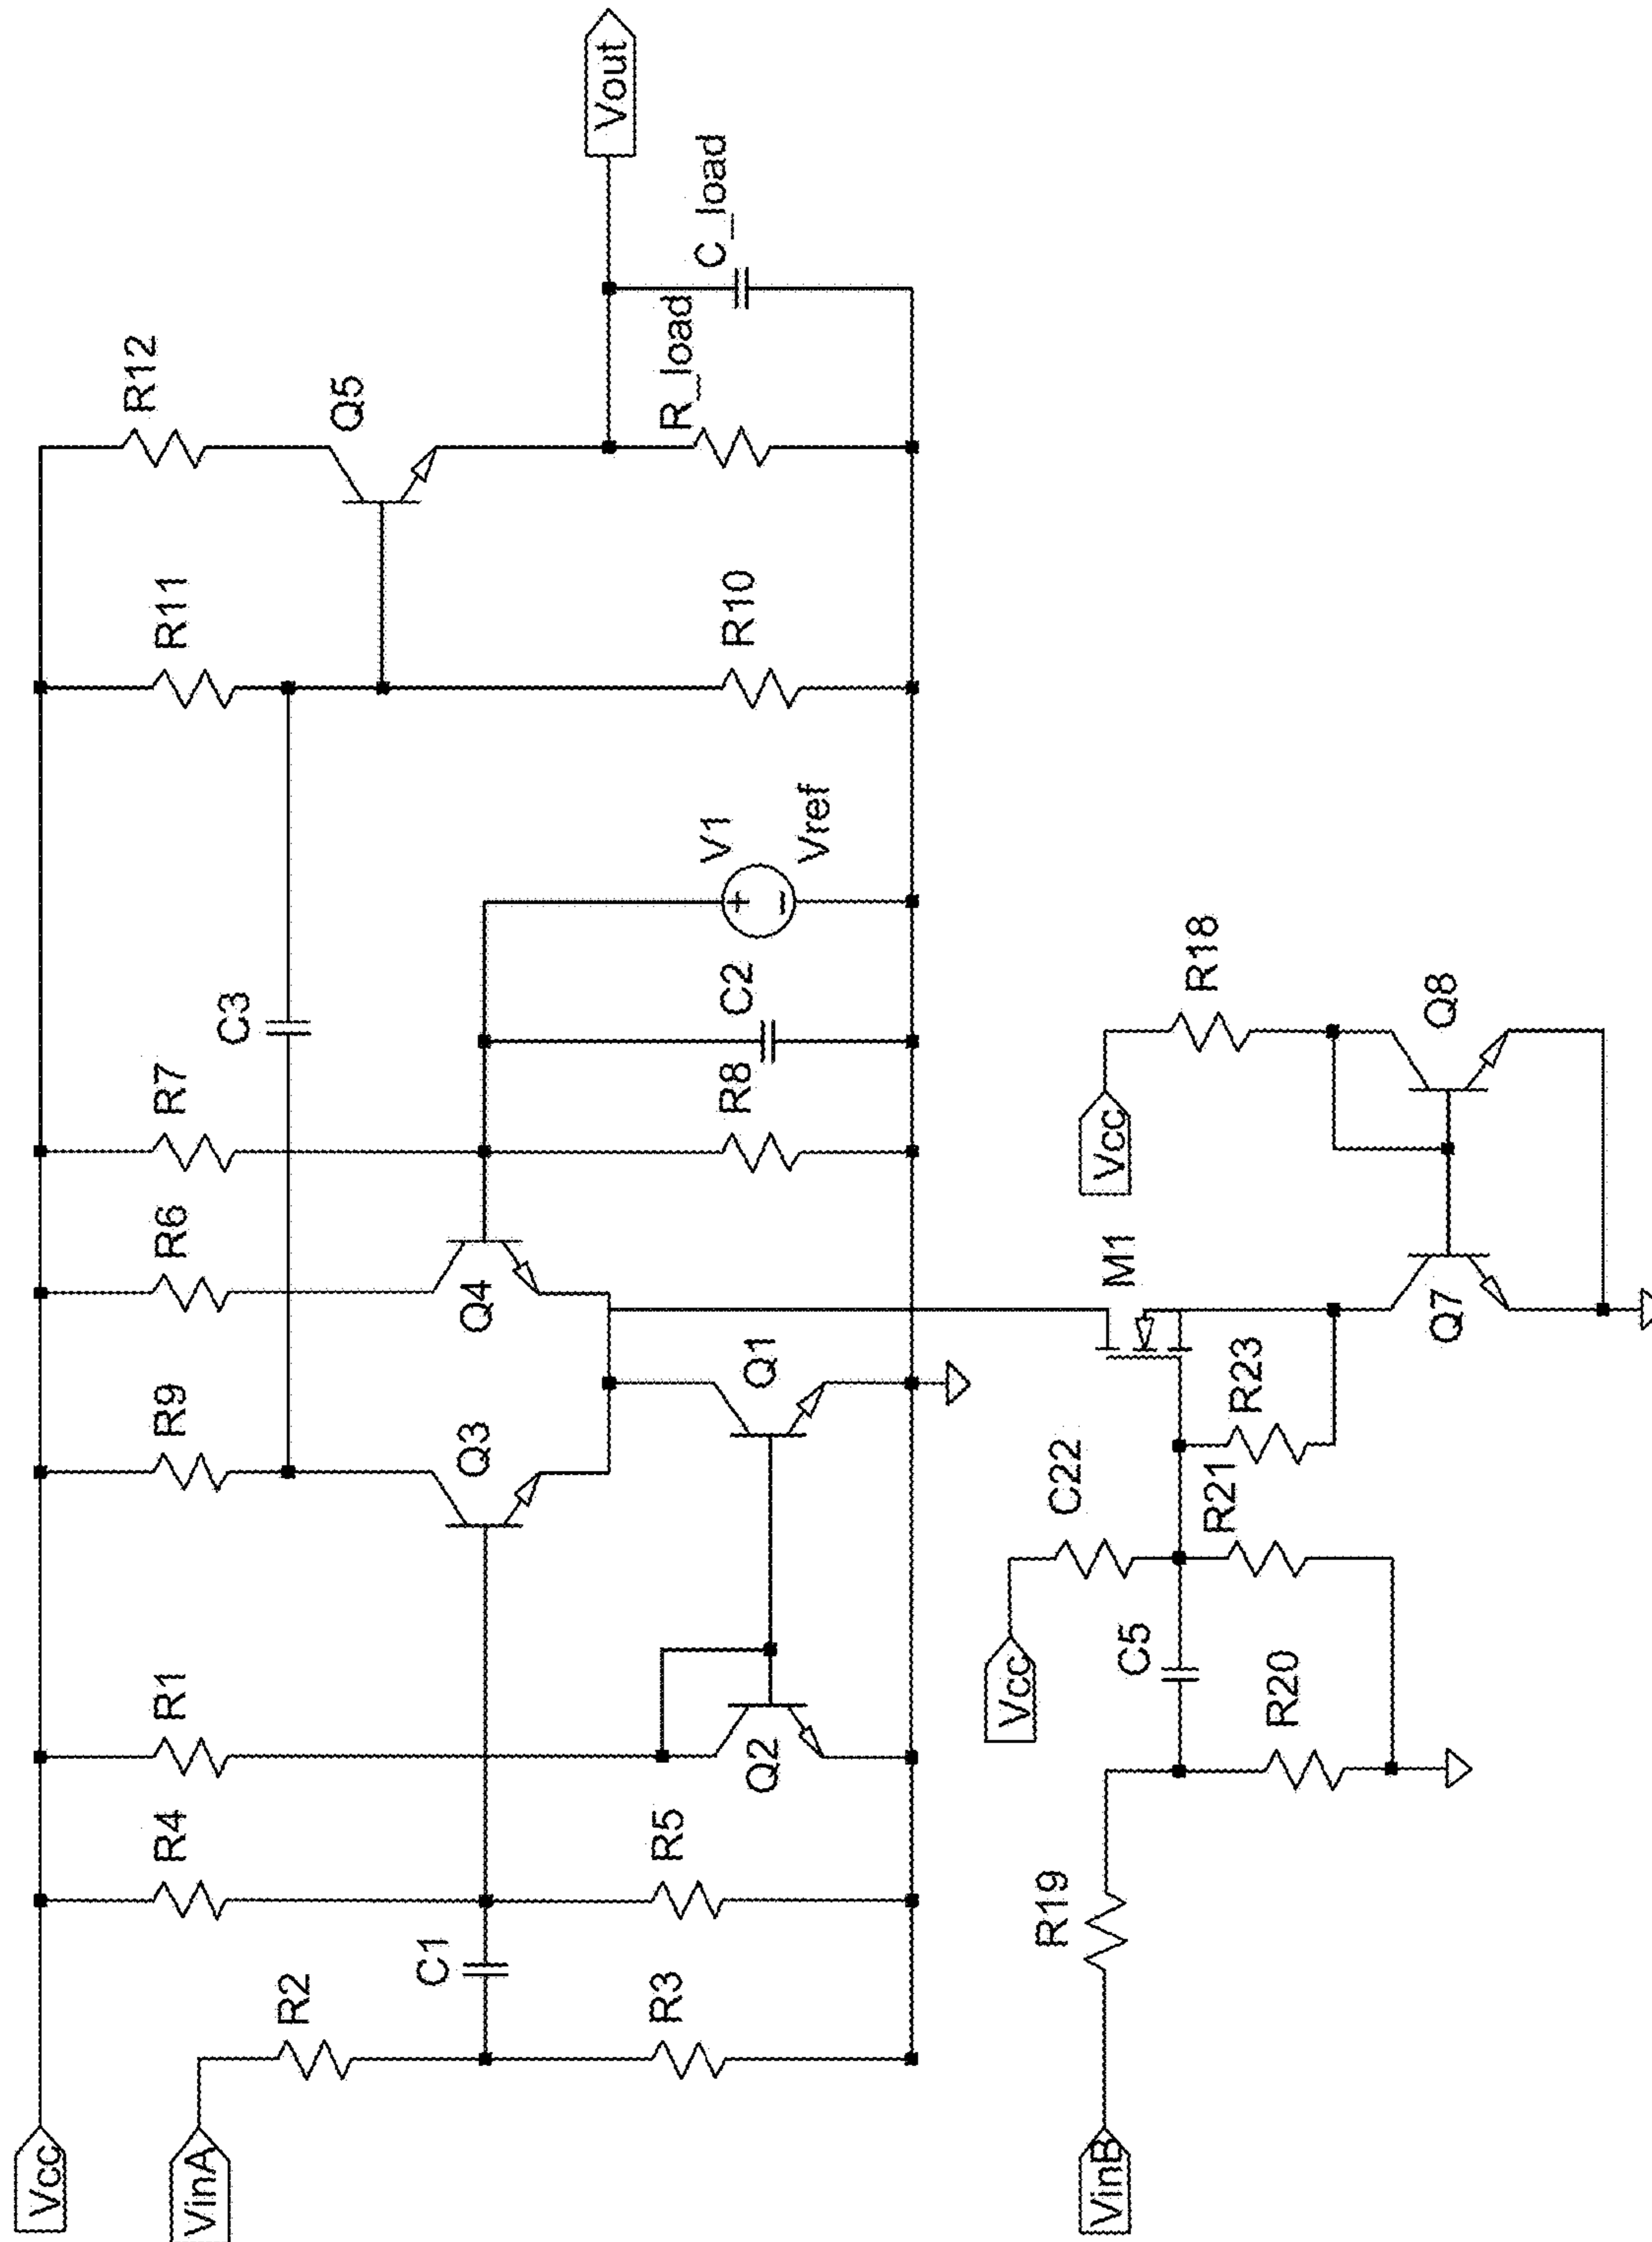 Vcc
VinA
R2
C1
R3
R4
R5
R1
Q2
R9
Q3
Q1
R6
Q4
R7
R8
C3
C2
V1
Vref
R11
R10
R12
Q5
R_load
C_load
Vout
VinB
R19
R20
C5
Vcc
C22
R21
R23
M1
Q7
Vcc
R18
Q8